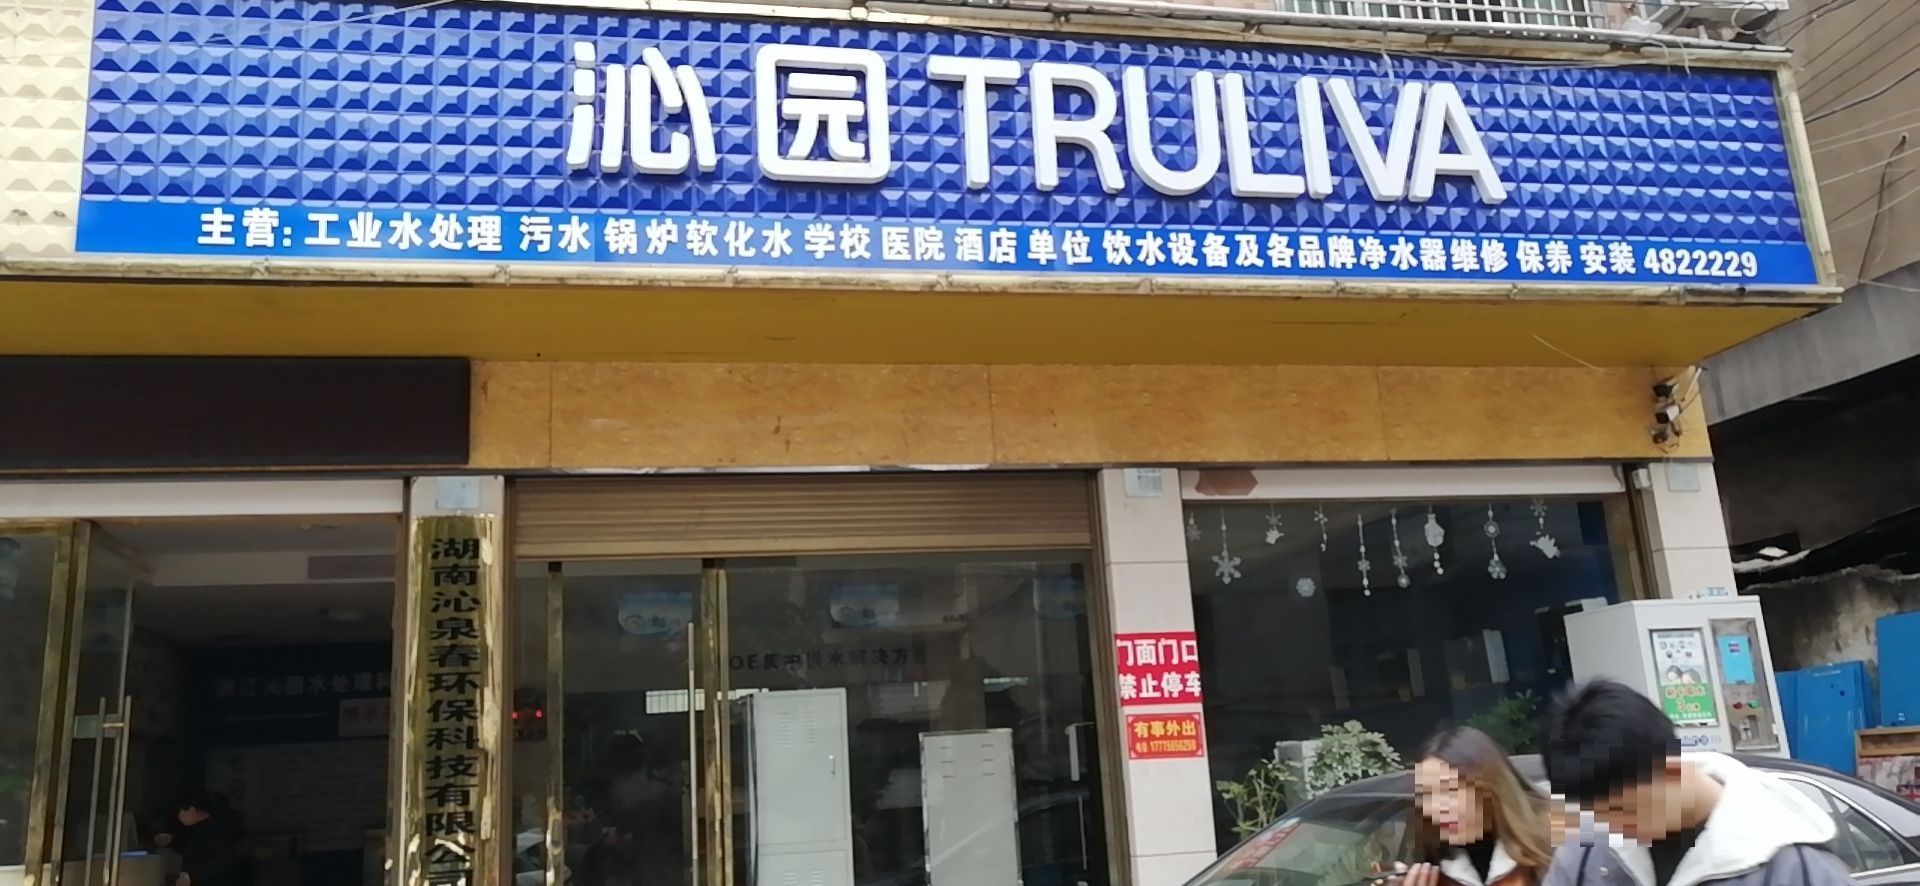 沁园 TRULIVA
主营: 工业水处理 污水 锅炉软化水 学校 医院 酒店 单位 饮水设备及各品牌净水器维修 保养 安装 4822229
湖南沁泉春环保科技有限公司
门面门口
禁止停车
有事外出